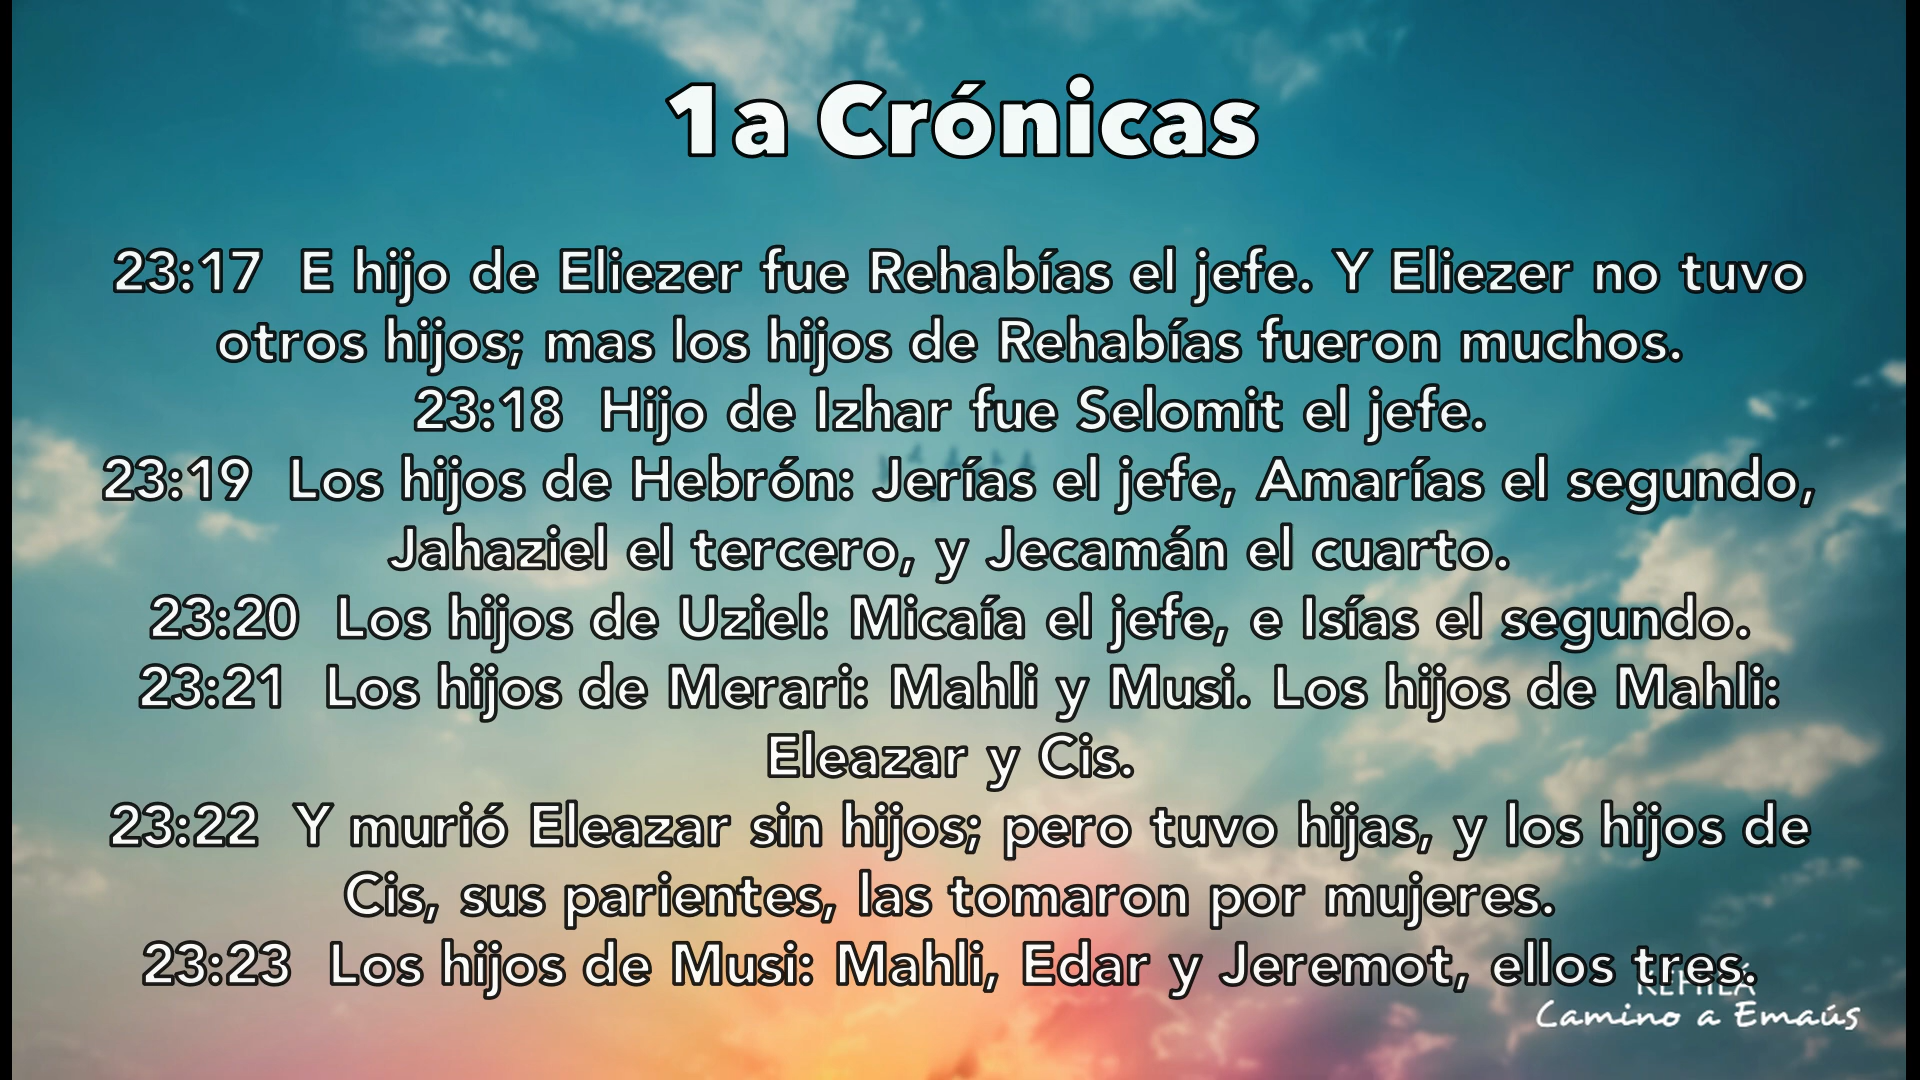 1a Crónicas
23:17 E hijo de Eliezer fue Rehabías el jefe. Y Eliezer no tuvo
otros hijos; mas los hijos de Rehabías fueron muchos.
23:18 Hijo de Izhar fue Selomit el jefe.
23:19 Los hijos de Hebrón: Jerías el jefe, Amarías el segundo,
Jahaziel el tercero, y Jecamán el cuarto.
23:20 Los hijos de Uziel: Micaía el jefe, e Isías el segundo.
23:21 Los hijos de Merari: Mahli y Musi. Los hijos de Mahli:
Eleazar y Cis.
23:22 Y murió Eleazar sin hijos; pero tuvo hijas, y los hijos de
Cis, sus parientes, las tomaron por mujeres.
23:23 Los hijos de Musi: Mahli, Edar y Jeremot, ellos tres.
Camino a Emaús